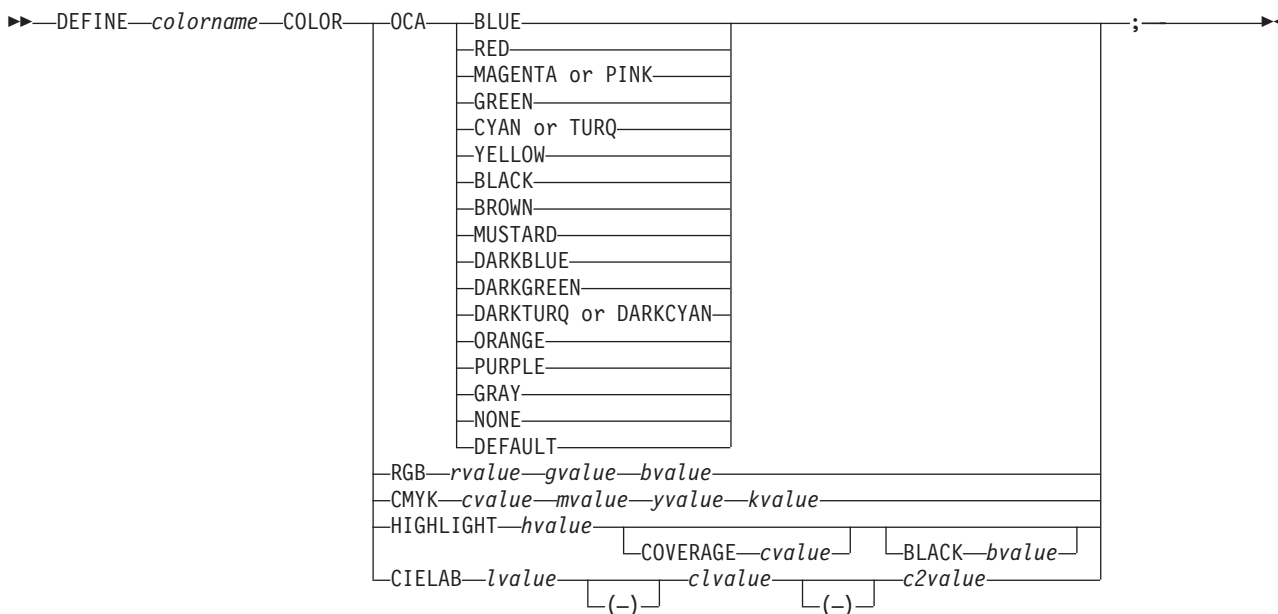 DEFINE colorname COLOR OCA BLUE ;
RED
MAGENTA or PINK
GREEN
CYAN or TURQ
YELLOW
BLACK
BROWN
MUSTARD
DARKBLUE
DARKGREEN
DARKTURQ or DARKCYAN
ORANGE
PURPLE
GRAY
NONE
DEFAULT
RGB rvalue gvalue bvalue
CMYK cvalue mvalue yvalue kvalue
HIGHLIGHT hvalue
COVERAGE cvalue BLACK bvalue
CIELAB lvalue clvalue c2value
(–) (–)